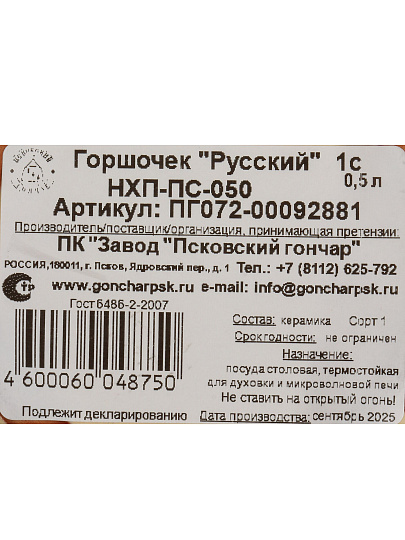 Горшочек "Русский" 1с
0,5 л
НХП-ПС-050
Артикул: ПГ072-00092881
Производитель/поставщик/организация, принимающая претензии:
ПК "Завод "Псковский гончар"
РОССИЯ,180011, г. Псков, Ядровский пер., д. 1 Тел.: +7 (8112) 625-792
www.goncharpsk.ru e-mail: info@goncharpsk.ru
Гост 6486-2-2007
Состав: керамика Сорт 1
Срок годности: не ограничен
Назначение:
посуда столовая, термостойкая
для духовки и микроволновой печи
Не ставить на открытый огонь!
4 600060 048750
Подлежит декларированию
Дата производства: сентябрь 2025